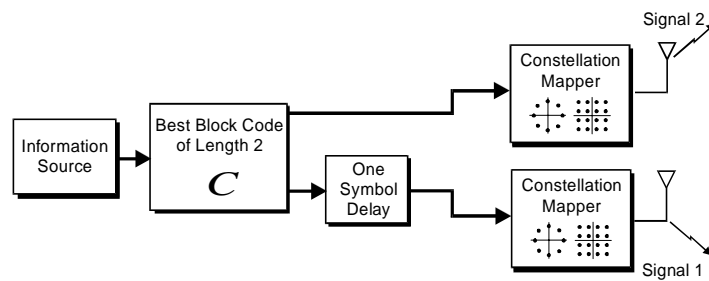 Signal 2
Constellation
Mapper
Information
Source
Best Block Code
of Length 2
C
One
Symbol
Delay
Constellation
Mapper
Signal 1